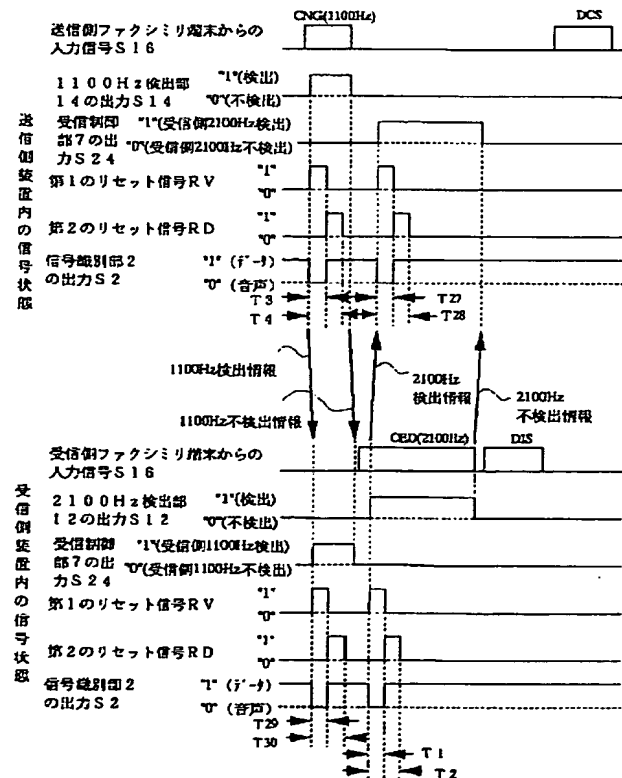 CNG(1100Hz)
DCS
送信側ファクシミリ端末からの
入力信号S16
1100Hz検出部
14の出力S14
"1"(検出)
"0"(不検出)
受信制御
部7の出
力S24
"1"(受信側2100Hz検出)
"0"(受信側2100Hz不検出)
第1のリセット信号RV
"1"
"0"
第2のリセット信号RD
"1"
"0"
信号識別部2
の出力S2
"1" (データ)
"0" (音声)
送信側装置内の信号状態
T3
T27
T4
T28
1100Hz検出情報
2100Hz
検出情報
2100Hz
不検出情報
1100Hz不検出情報
受信側ファクシミリ端末からの
入力信号S16
CED(2100Hz)
DIS
2100Hz検出部
12の出力S12
"1"(検出)
"0"(不検出)
受信制御
部7の出
力S24
"1"(受信側1100Hz検出)
"0"(受信側1100Hz不検出)
第1のリセット信号RV
"1"
"0"
第2のリセット信号RD
"1"
"0"
信号識別部2
の出力S2
"1" (データ)
"0" (音声)
受信側装置内の信号状態
T29
T30
T1
T2